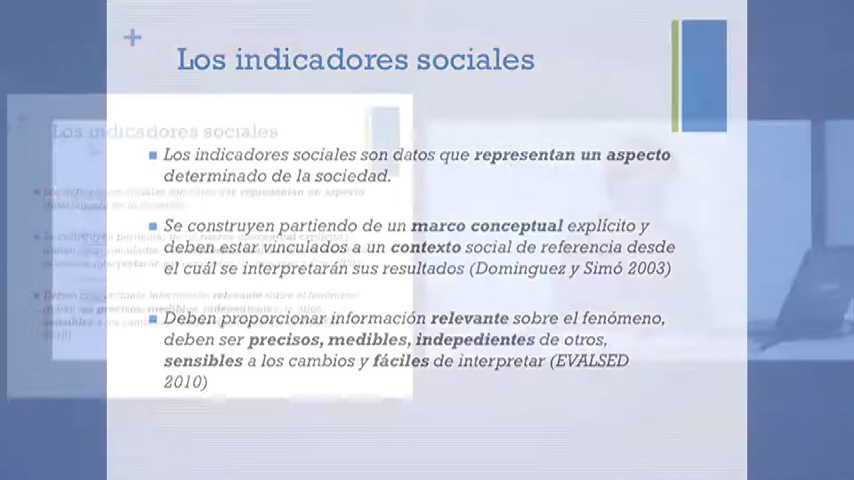 +
Los indicadores sociales
Los indicadores sociales son datos que representan un aspecto
determinado de la sociedad.
Se construyen partiendo de un marco conceptual explícito y
deben estar vinculados a un contexto social de referencia desde
el cuál se interpretarán sus resultados (Dominguez y Simó 2003)
Deben proporcionar información relevante sobre el fenómeno,
deben ser precisos, medibles, indepedientes de otros,
sensibles a los cambios y fáciles de interpretar (EVALSED
2010)
Los indicadores sociales